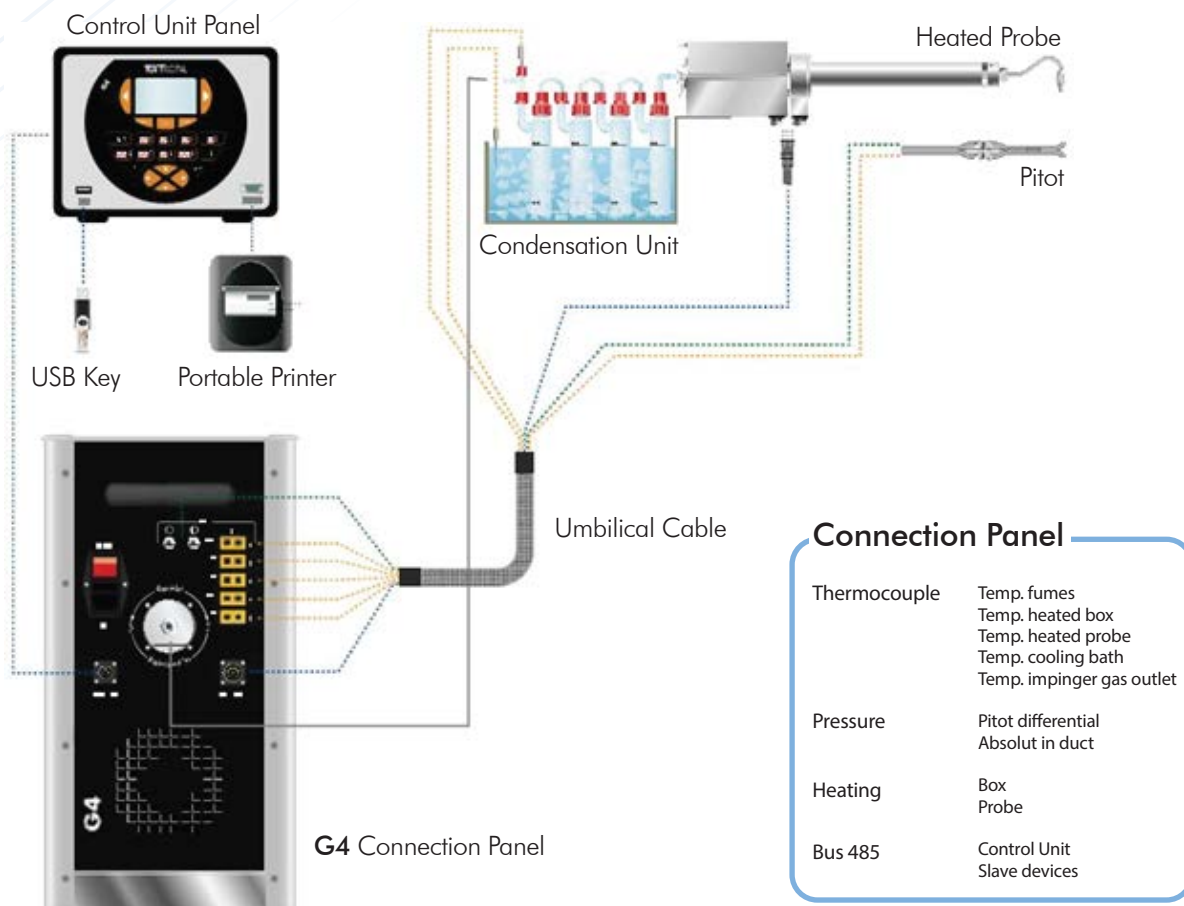 Control Unit Panel
Heated Probe
Pitot
Condensation Unit
USB Key
Portable Printer
Umbilical Cable
G4
G4 Connection Panel
Connection Panel
Thermocouple
Temp. fumes
Temp. heated box
Temp. heated probe
Temp. cooling bath
Temp. impinger gas outlet
Pressure
Pitot differential
Absolut in duct
Heating
Box
Probe
Bus 485
Control Unit
Slave devices